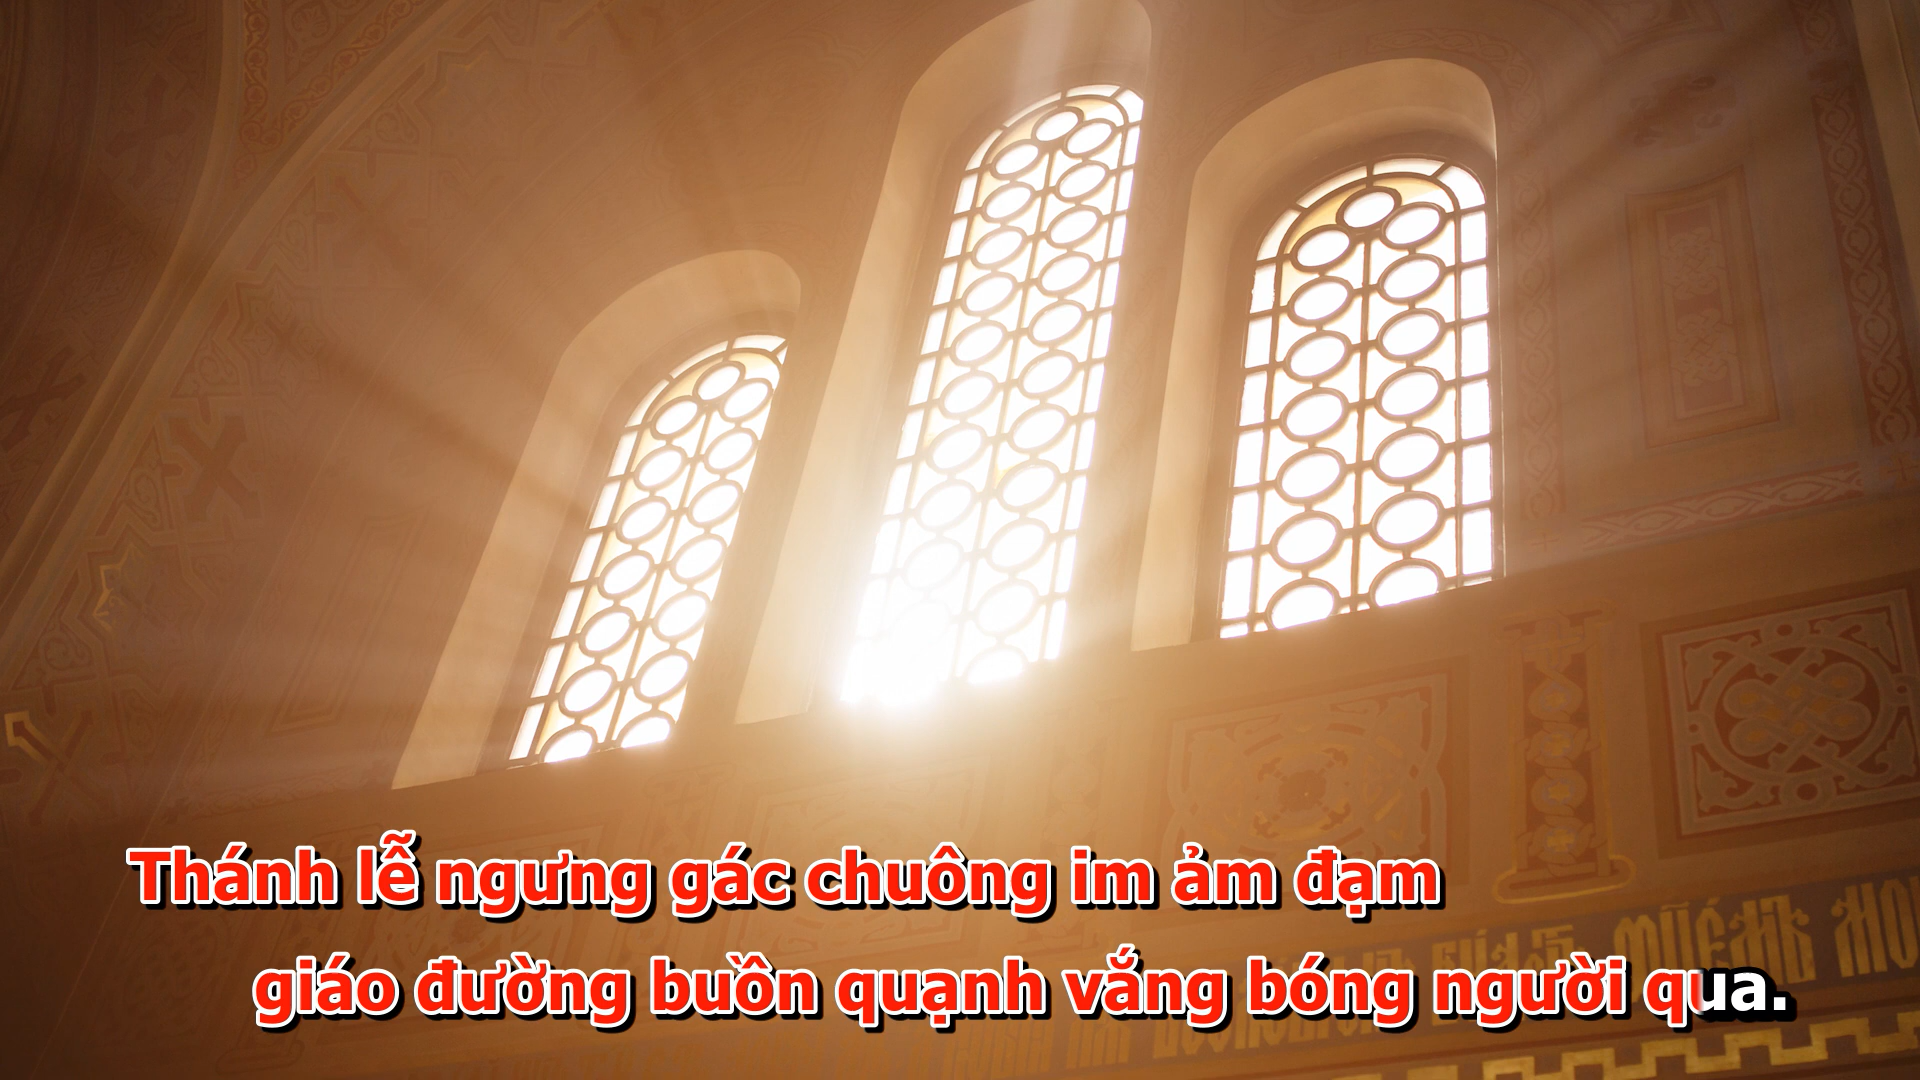 Thánh lễ ngưng gác chuông im ảm đạm
giáo đường buồn quạnh vắng bóng người qua.